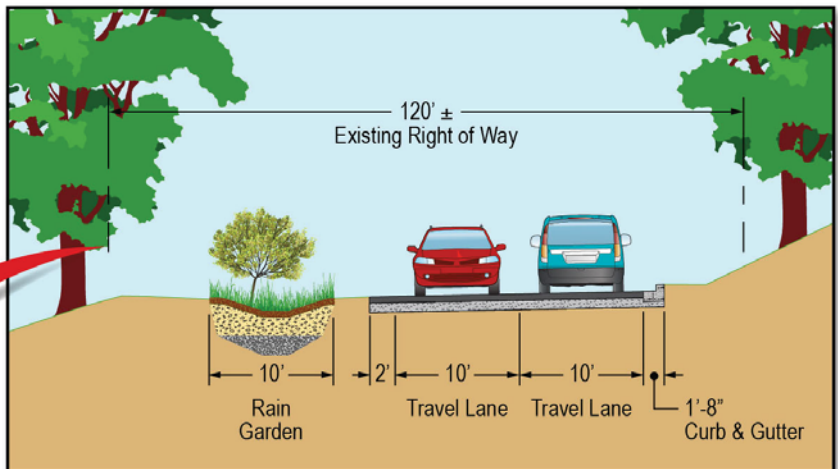 120' ±
Existing Right of Way
10'
2'
10'
10'
Rain
Garden
Travel Lane
Travel Lane
1'-8"
Curb & Gutter